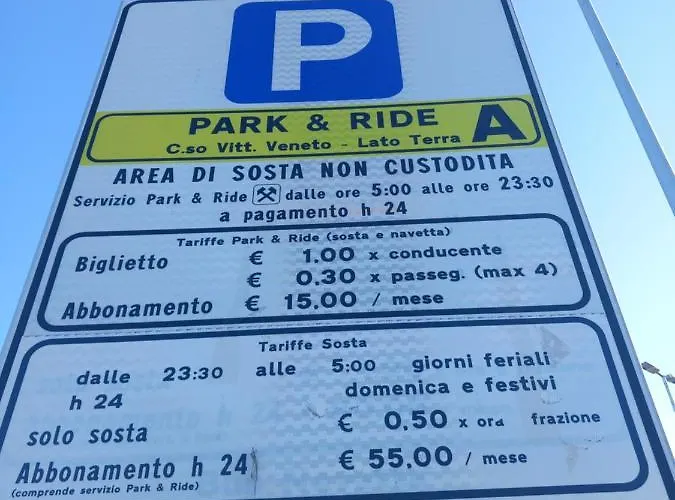 P
PARK & RIDE A
C.so Vitt. Veneto - Lato Terra
AREA DI SOSTA NON CUSTODITA
Servizio Park & Ride dalle ore 5:00 alle ore 23:30
a pagamento h 24
Tariffe Park & Ride (sosta e navetta)
Biglietto € 1.00 x conducente
€ 0.30 x passeg. (max 4)
Abbonamento € 15.00 / mese
Tariffe Sosta
dalle 23:30 alle 5:00 giorni feriali
h 24 domenica e festivi
solo sosta € 0.50 x ora frazione
Abbonamento h 24 € 55.00 / mese
(comprende servizio Park & Ride)